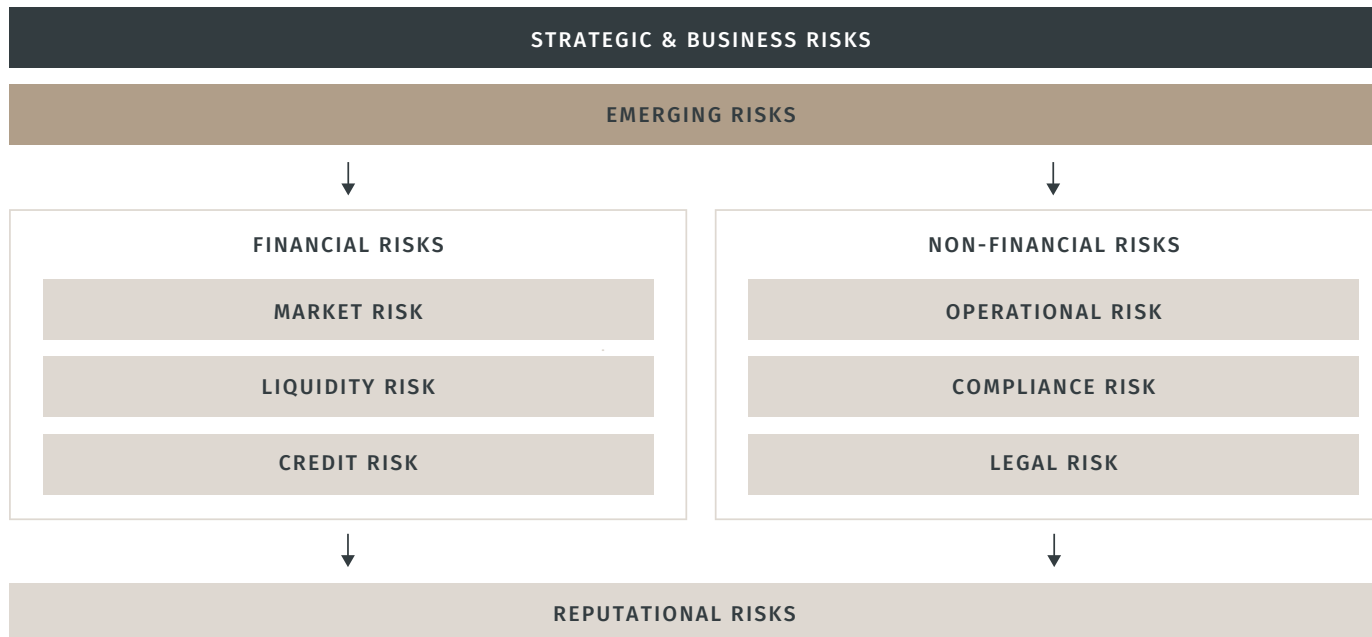 STRATEGIC & BUSINESS RISKS
EMERGING RISKS
FINANCIAL RISKS
MARKET RISK
LIQUIDITY RISK
CREDIT RISK
NON-FINANCIAL RISKS
OPERATIONAL RISK
COMPLIANCE RISK
LEGAL RISK
REPUTATIONAL RISKS